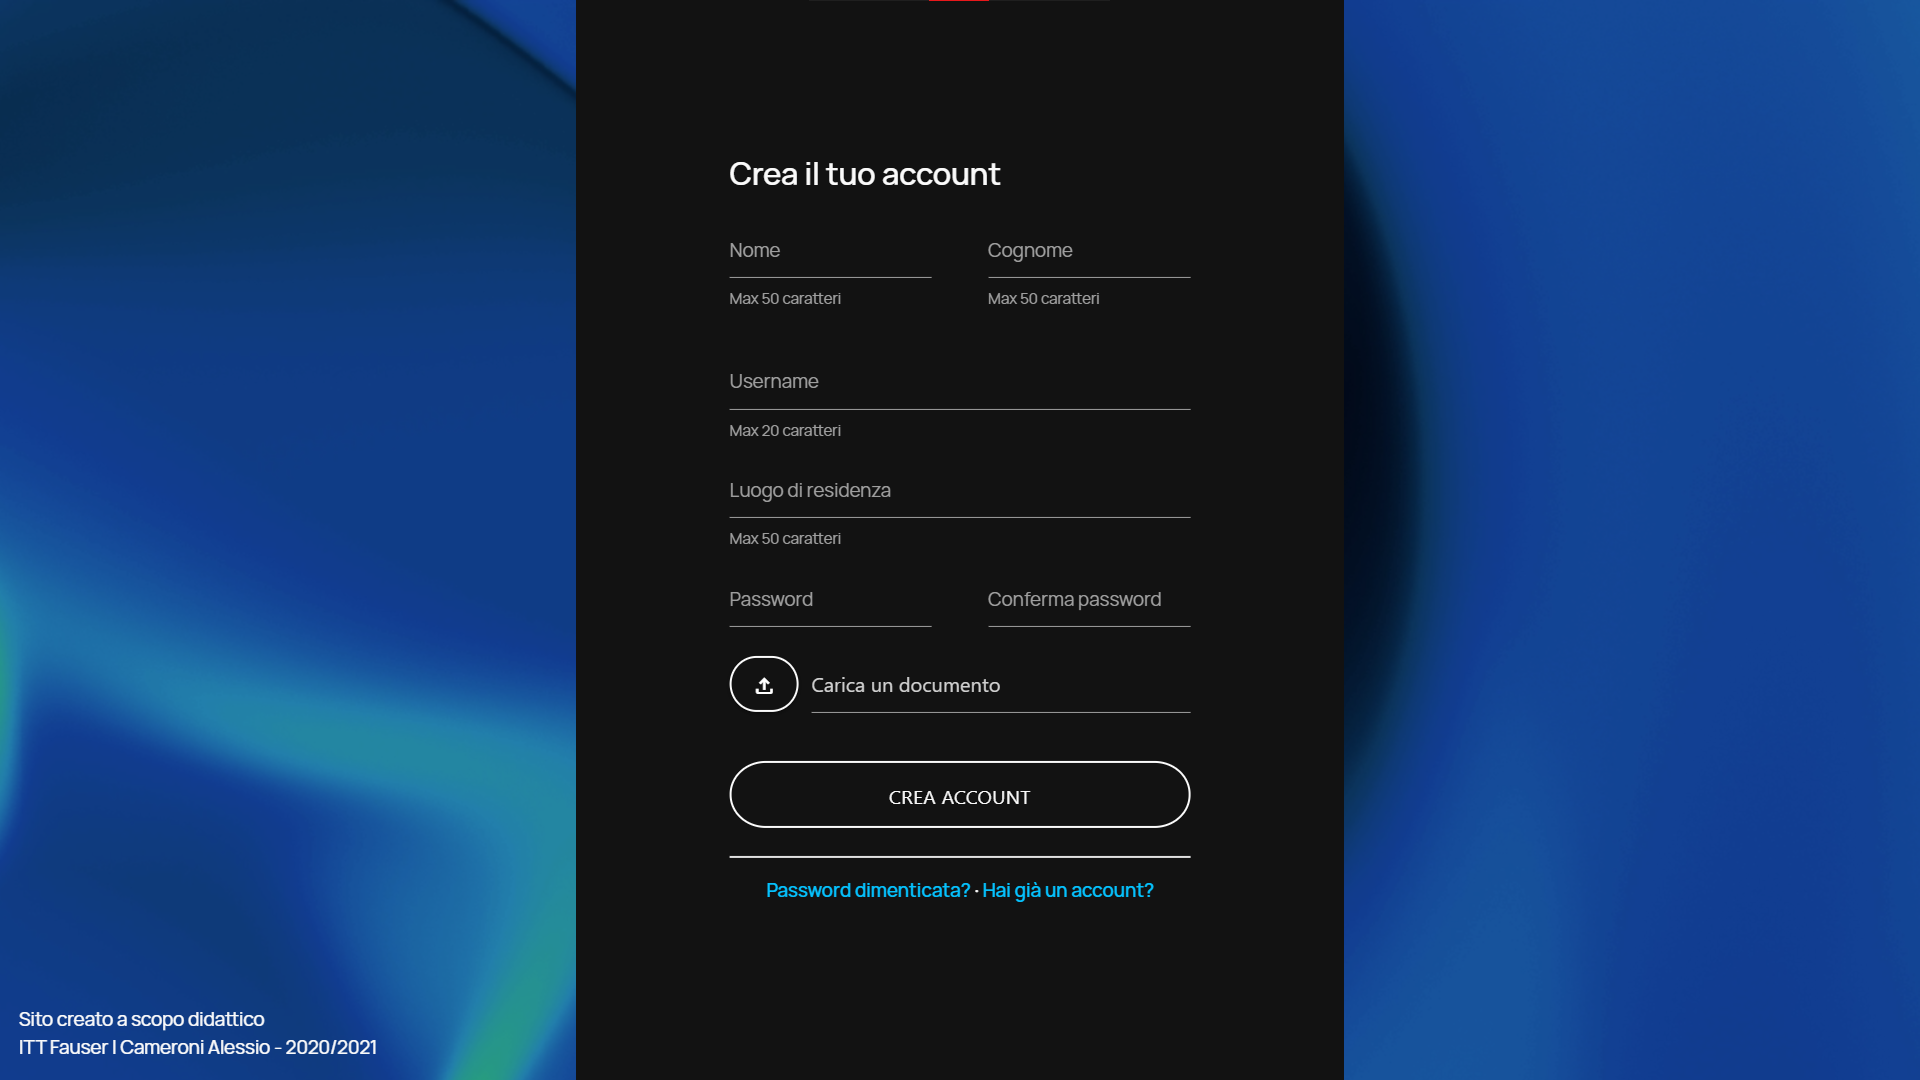 Crea il tuo account
Nome Cognome
Max 50 caratteri Max 50 caratteri
Username
Max 20 caratteri
Luogo di residenza
Max 50 caratteri
Password Conferma password
Carica un documento
CREA ACCOUNT
Password dimenticata? · Hai già un account?
Sito creato a scopo didattico
ITT Fauser | Cameroni Alessio - 2020/2021